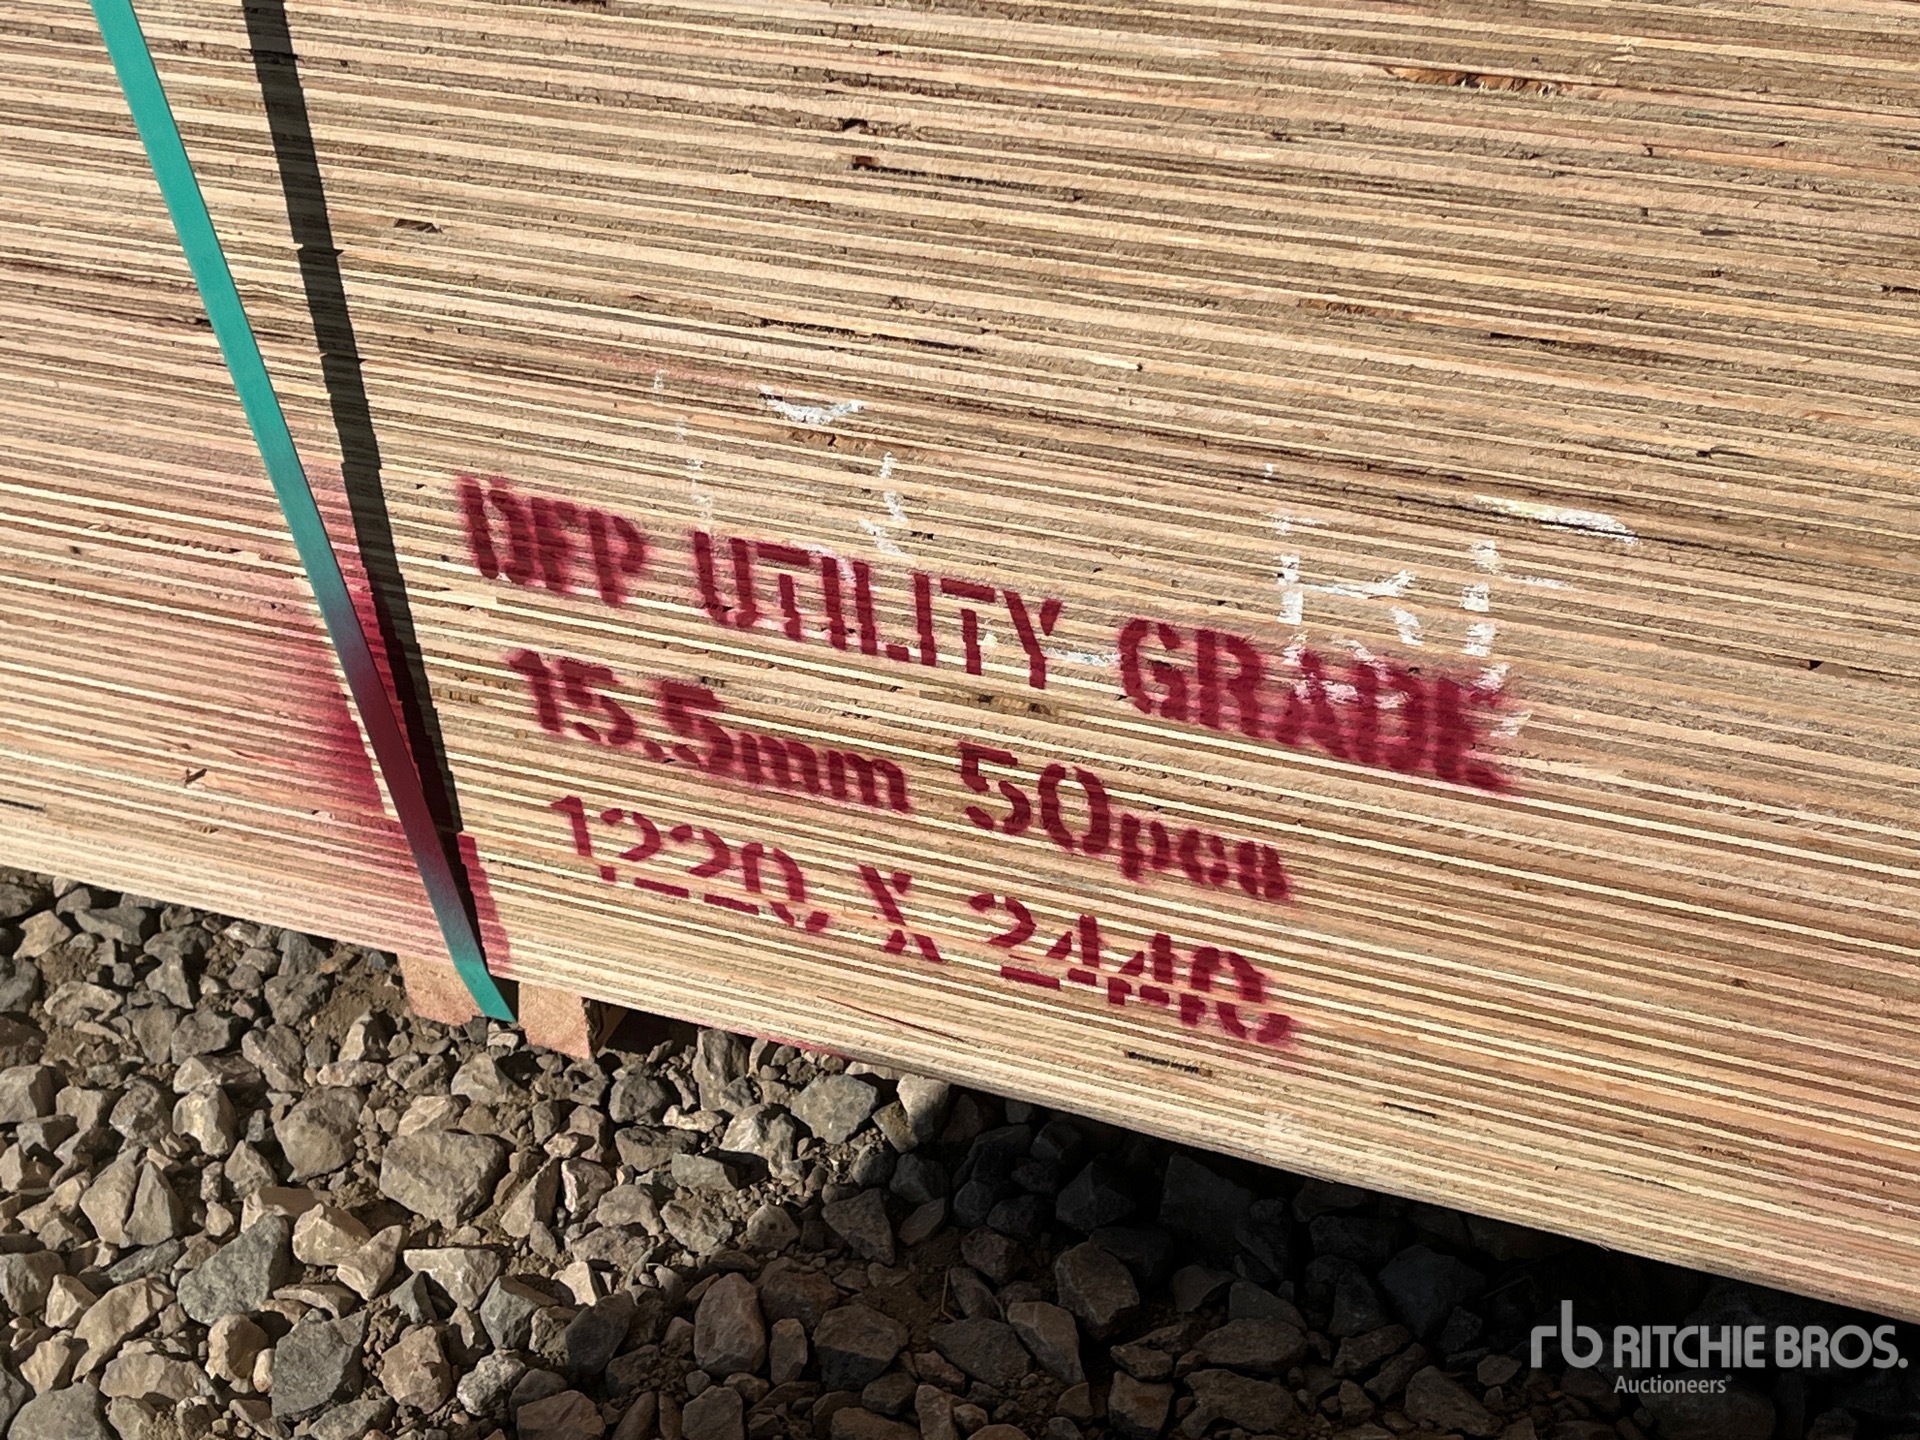 DFP UTILITY GRADE
15.5mm 50pcs
1220 X 2440
rb RITCHIE BROS.
Auctioneers